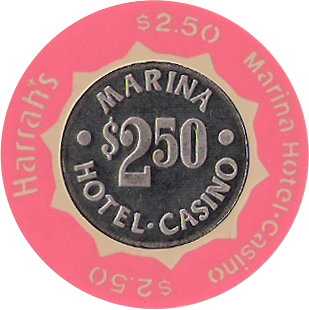 $2.50
Harrah's
Marina Hotel·Casino
$2.50
MARINA
· $2.50 ·
HOTEL · CASINO